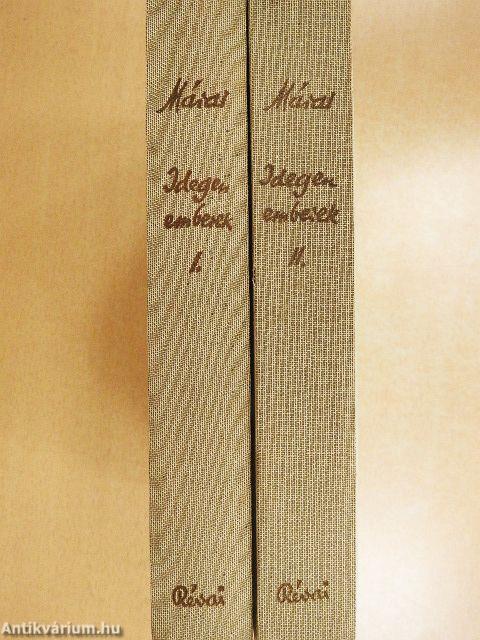 Márai
Idegen
emberek
I.
Révai
Márai
Idegen
emberek
II.
Révai
Antikvárium.hu